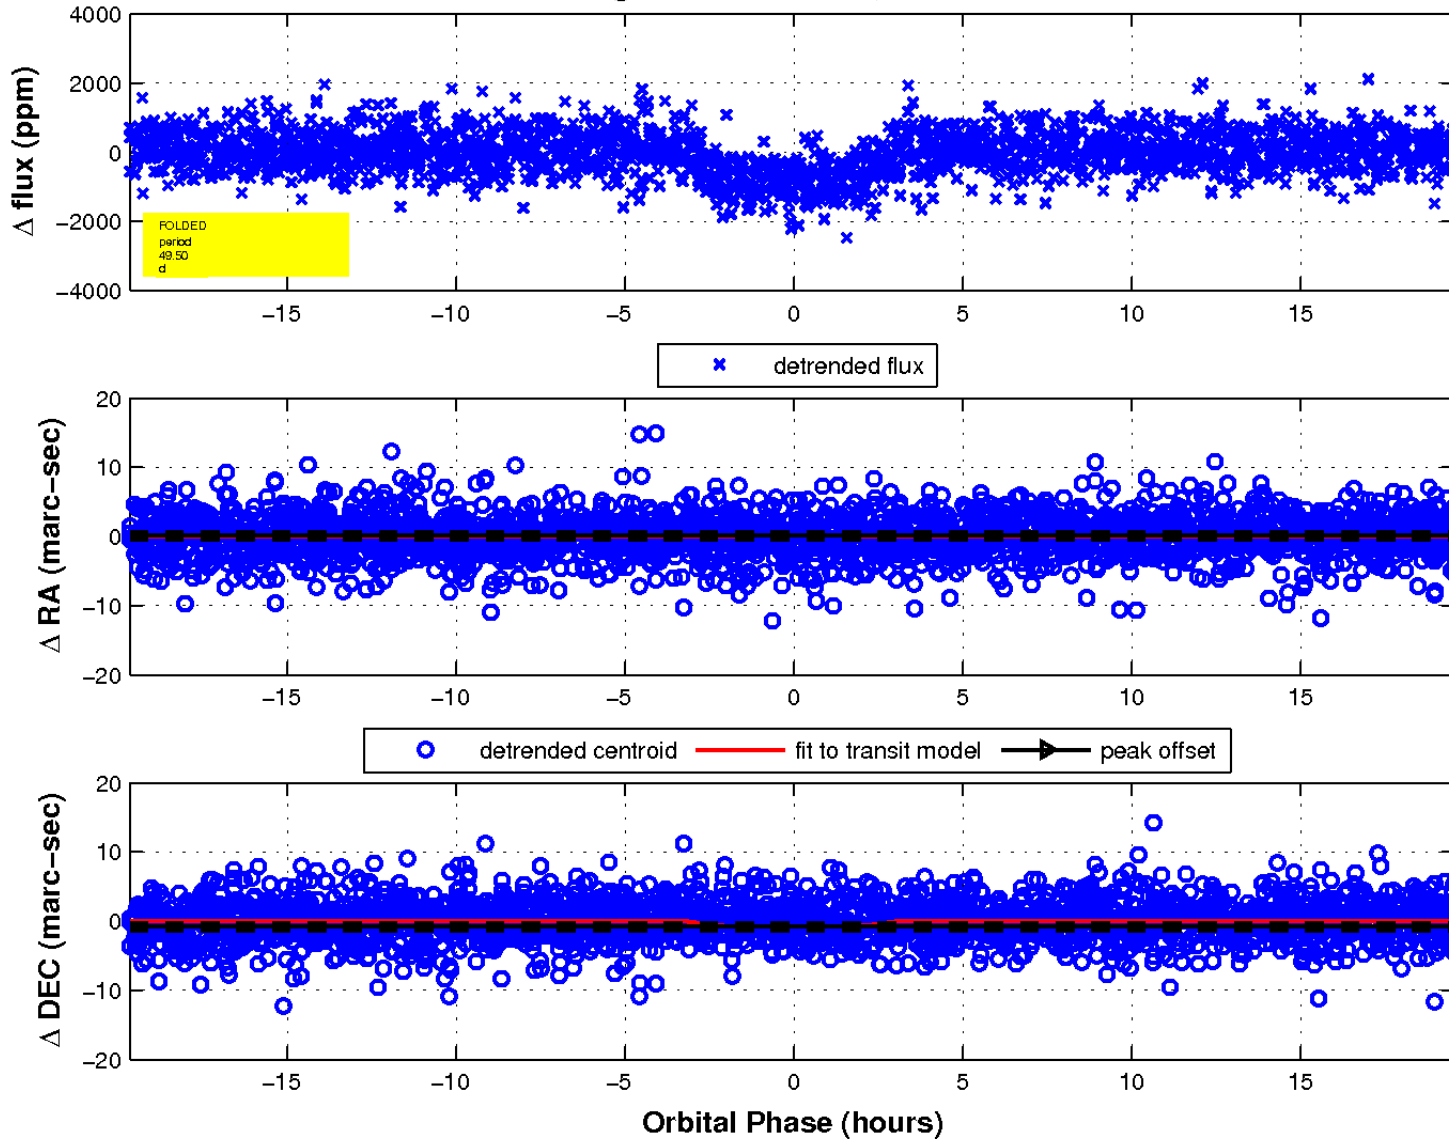 4000
2000
0
−2000
−4000
Δ flux (ppm)
FOLDED
period
49.50
d
−15 −10 −5 0 5 10 15
detrended flux
20
10
0
−10
−20
Δ RA (marc−sec)
−15 −10 −5 0 5 10 15
detrended centroid fit to transit model peak offset
20
10
0
−10
−20
Δ DEC (marc−sec)
−15 −10 −5 0 5 10 15
Orbital Phase (hours)